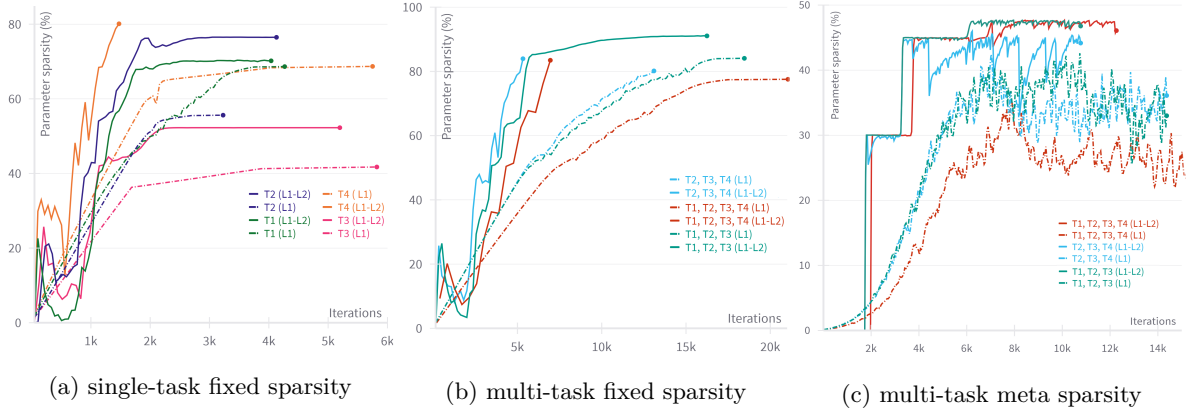 Parameter sparsity (%)
80
60
40
20
0
1k
2k
3k
4k
5k
6k
Iterations
T2 (L1-L2)
T2 (L1)
T1 (L1-L2)
T1 (L1)
T4 ( L1)
T4 (L1-L2)
T3 (L1-L2)
T3 (L1)
(a) single-task fixed sparsity
Parameter sparsity (%)
100
80
60
40
20
0
5k
10k
15k
20k
Iterations
T2, T3, T4 (L1)
T2, T3, T4 (L1-L2)
T1, T2, T3, T4 (L1)
T1, T2, T3, T4 (L1-L2)
T1, T2, T3 (L1)
T1, T2, T3 (L1-L2)
(b) multi-task fixed sparsity
Parameter sparsity (%)
50
40
30
20
10
0
2k
4k
6k
8k
10k
12k
14k
Iterations
T1, T2, T3, T4 (L1-L2)
T1, T2, T3, T4 (L1)
T2, T3, T4 (L1-L2)
T2, T3, T4 (L1)
T1, T2, T3 (L1-L2)
T1, T2, T3 (L1)
(c) multi-task meta sparsity